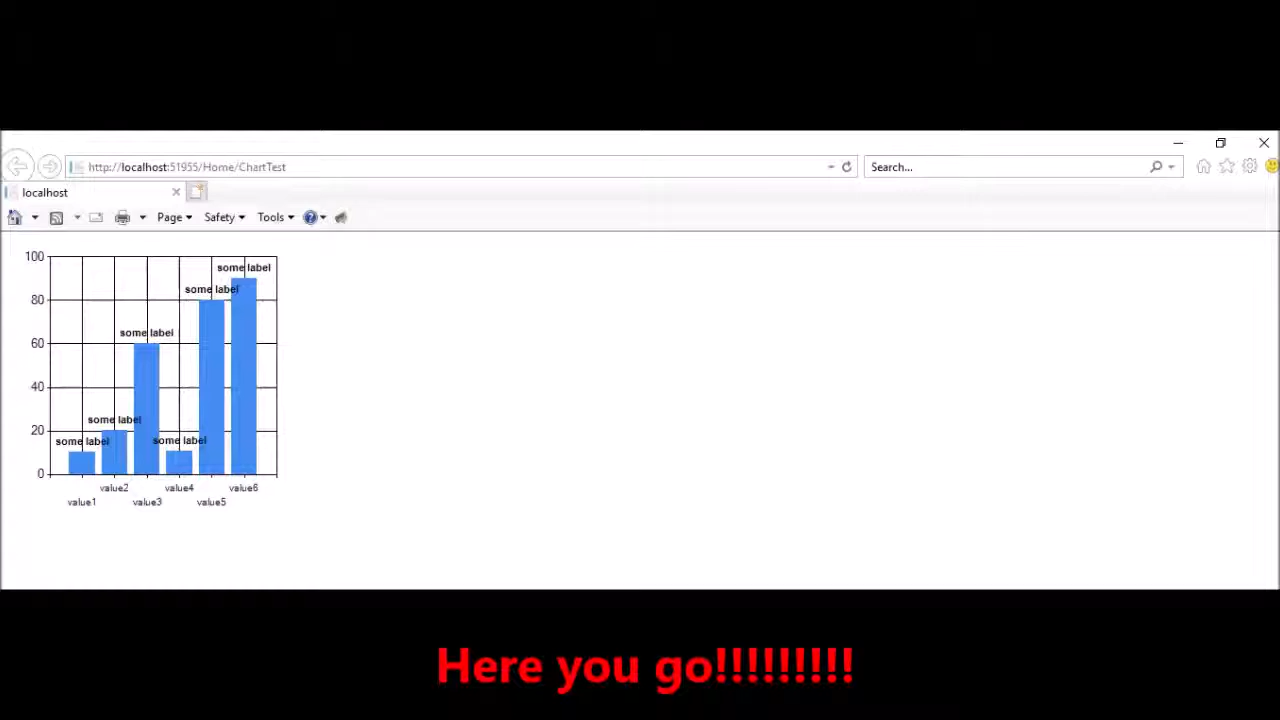 http://localhost:51955/Home/ChartTest
Search...
localhost
Page Safety Tools
100
some label
some label
80
some label
60
40
some label
20
some label some label
0
value2 value4 value6
value1 value3 value5
Here you go!!!!!!!!!